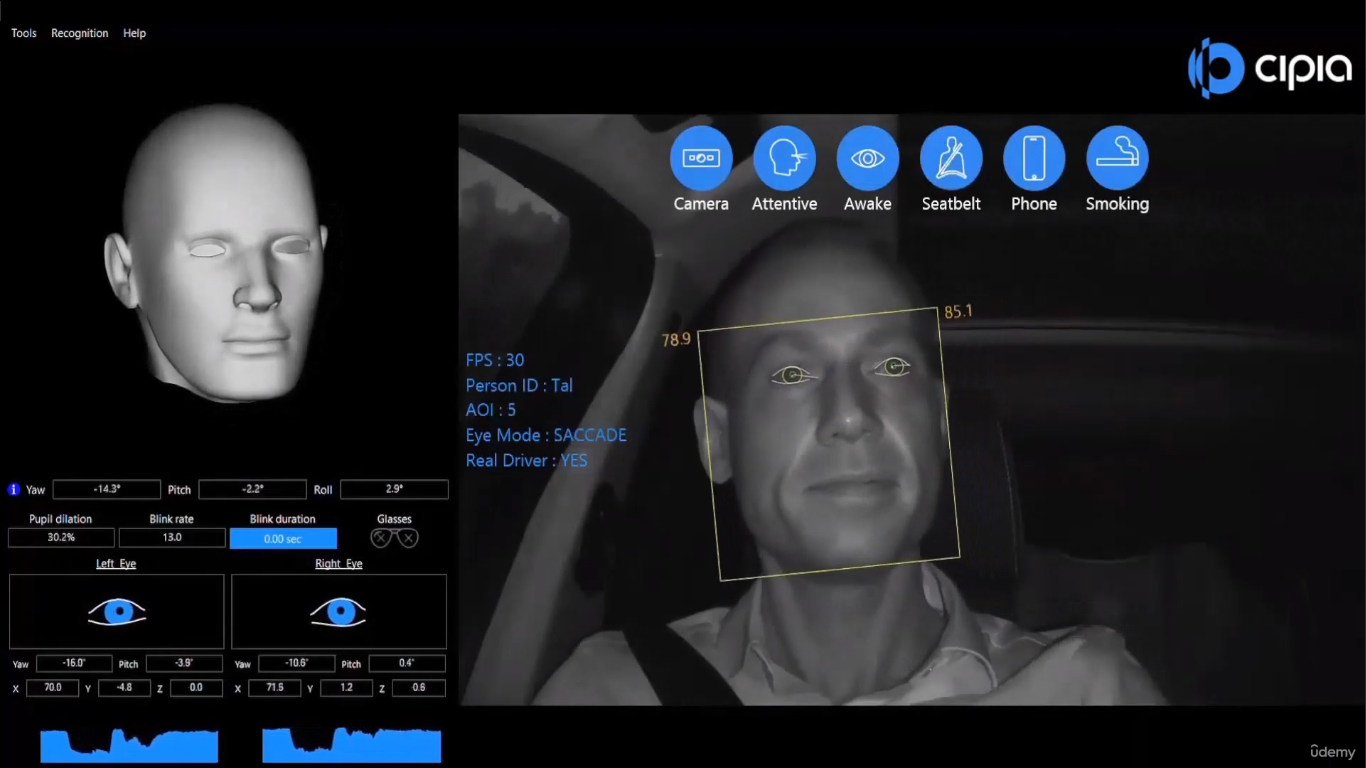 Tools Recognition Help
cipia
Camera Attentive Awake Seatbelt Phone Smoking
78.9
85.1
FPS : 30
Person ID : Tal
AOI : 5
Eye Mode : SACCADE
Real Driver : YES
i Yaw -14.3° Pitch -2.2° Roll 2.9°
Pupil dilation Blink rate Blink duration Glasses
30.2% 13.0 0.00 sec
Left Eye Right Eye
Yaw -16.0° Pitch -3.9° Yaw -10.6° Pitch 0.4°
X 70.0 Y -4.8 Z 0.0 X 71.5 Y 1.2 Z 0.6
ûdemy